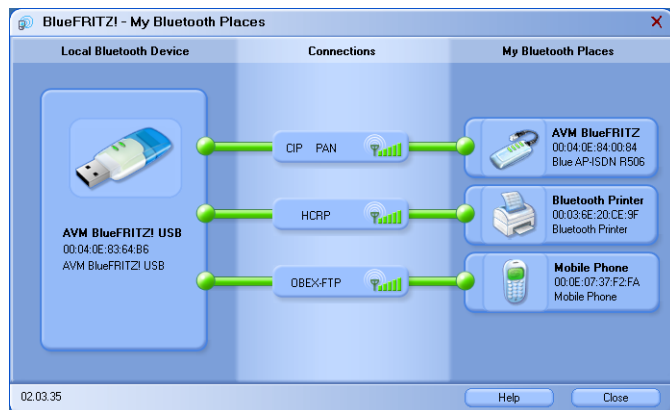 BlueFRITZ! - My Bluetooth Places
Local Bluetooth Device
Connections
My Bluetooth Places
AVM BlueFRITZ! USB
00:04:0E:83:64:B6
AVM BlueFRITZ! USB
CIP PAN
HCRP
OBEX-FTP
AVM BlueFRITZ
00:04:0E:84:00:84
Blue AP-ISDN R506
Bluetooth Printer
00:03:6E:20:CE:9F
Bluetooth Printer
Mobile Phone
00:0E:07:37:F2:FA
Mobile Phone
02.03.35
Help
Close